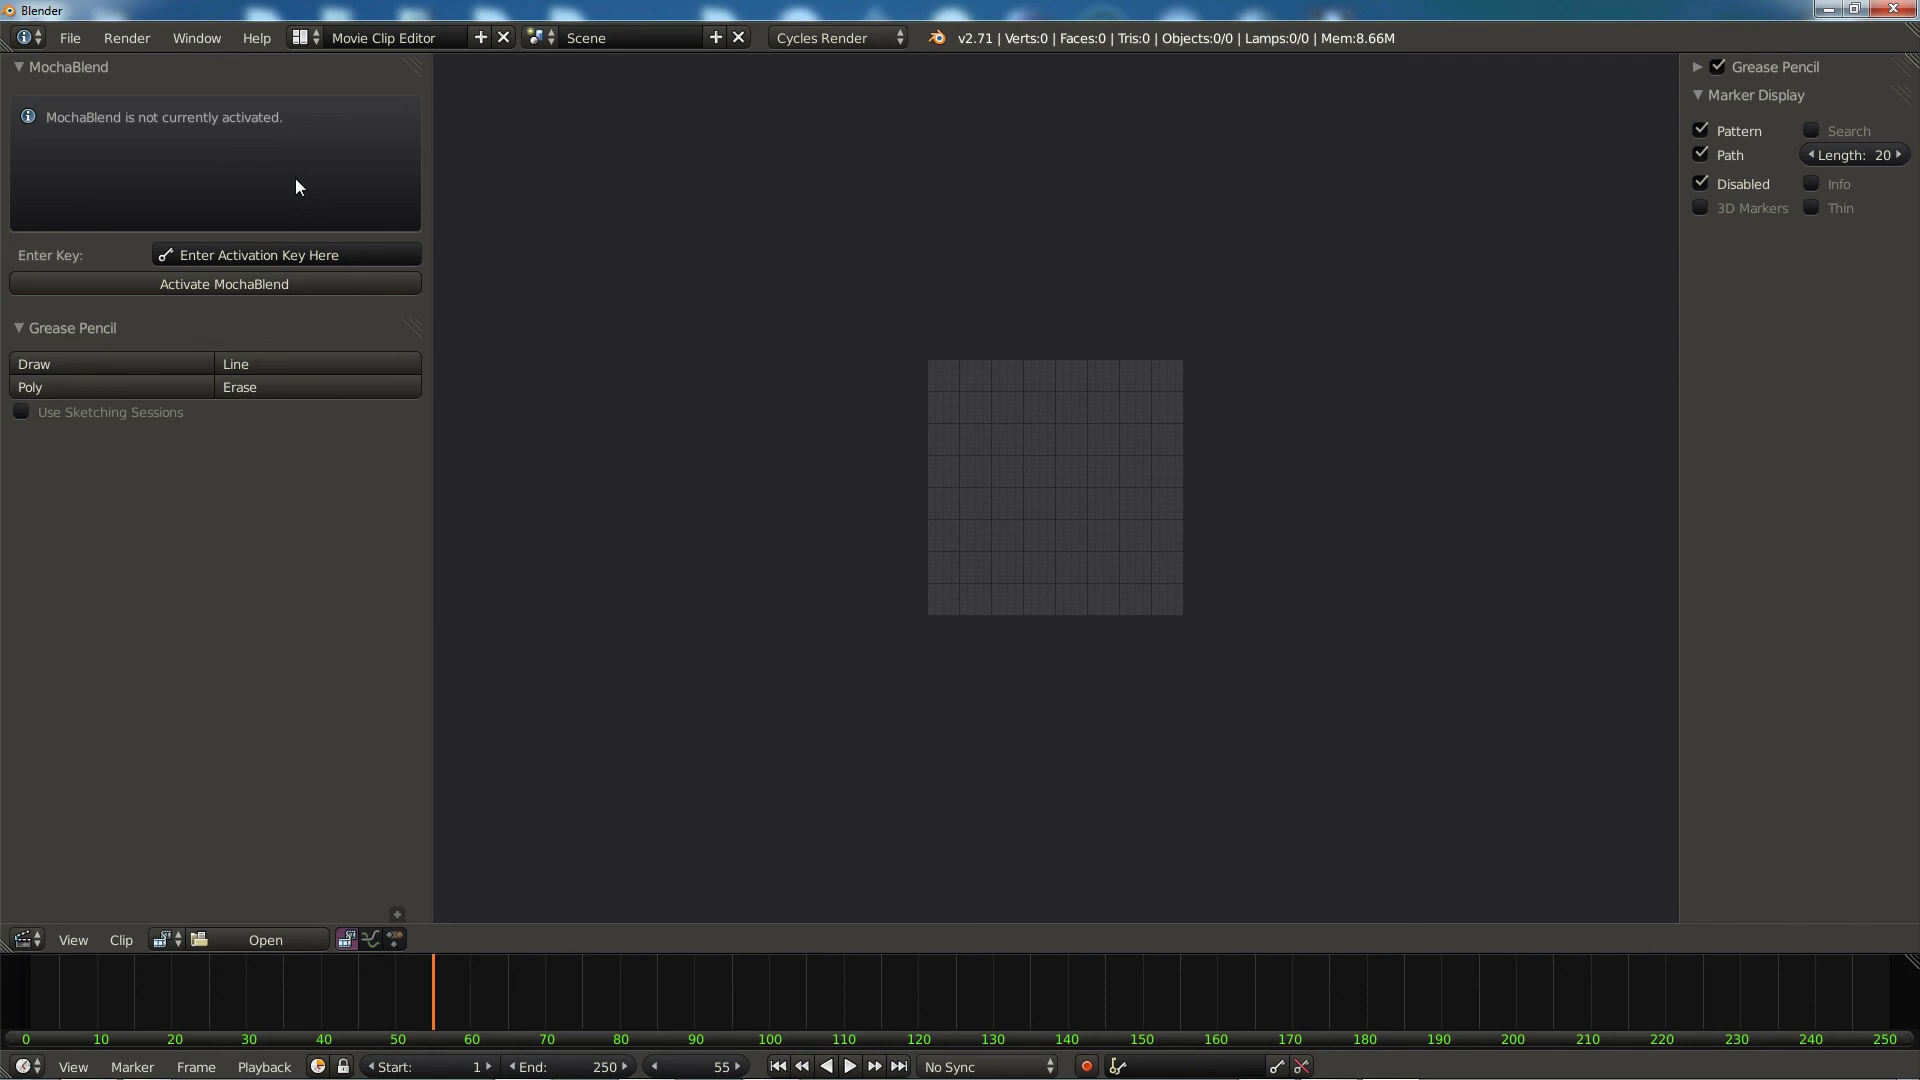 Blender
File Render Window Help Movie Clip Editor Scene Cycles Render v2.71 | Verts:0 | Faces:0 | Tris:0 | Objects:0/0 | Lamps:0/0 | Mem:8.66M
MochaBlend
MochaBlend is not currently activated.
Enter Key: Enter Activation Key Here
Activate MochaBlend
Grease Pencil
Draw Line
Poly Erase
Use Sketching Sessions
Grease Pencil
Marker Display
Pattern Search
Path Length: 20
Disabled Info
3D Markers Thin
View Clip Open
0 10 20 30 40 50 60 70 80 90 100 110 120 130 140 150 160 170 180 190 200 210 220 230 240 250
View Marker Frame Playback Start: 1 End: 250 55 No Sync